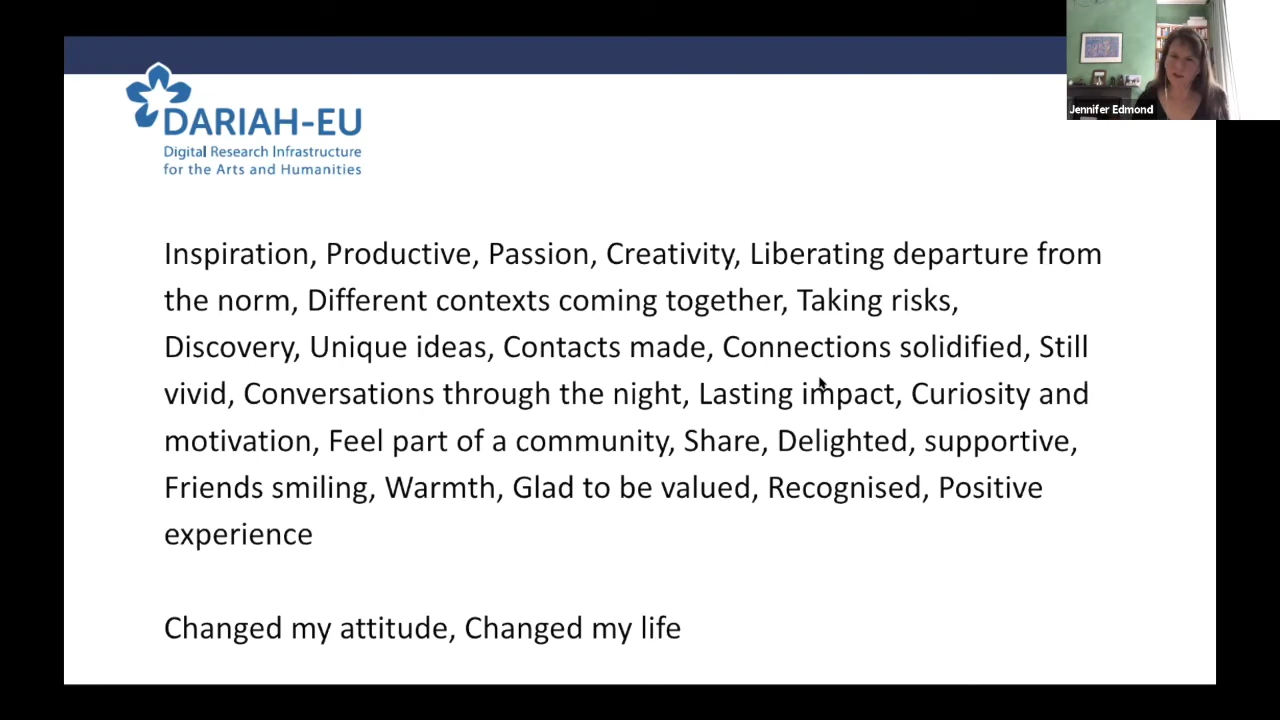 Jennifer Edmond
DARIAH-EU
Digital Research Infrastructure
for the Arts and Humanities
Inspiration, Productive, Passion, Creativity, Liberating departure from
the norm, Different contexts coming together, Taking risks,
Discovery, Unique ideas, Contacts made, Connections solidified, Still
vivid, Conversations through the night, Lasting impact, Curiosity and
motivation, Feel part of a community, Share, Delighted, supportive,
Friends smiling, Warmth, Glad to be valued, Recognised, Positive
experience
Changed my attitude, Changed my life